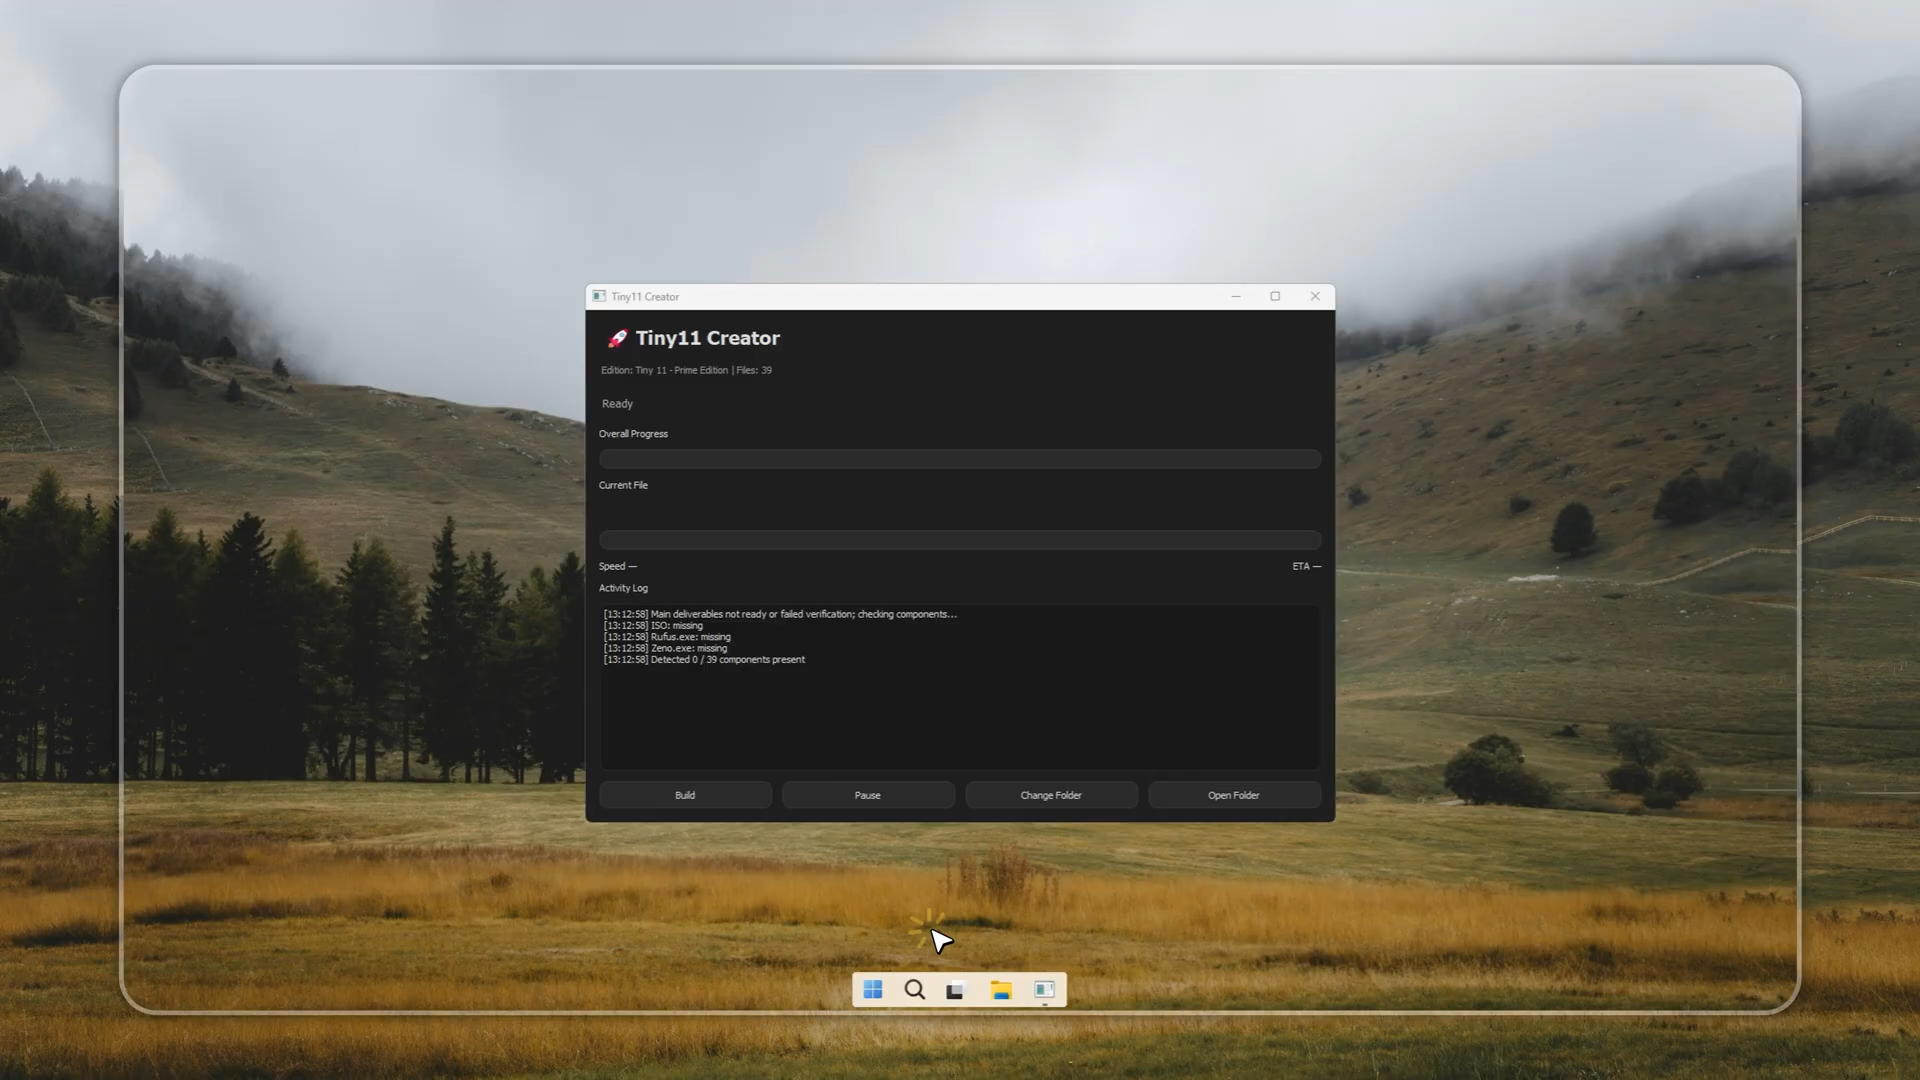 Tiny11 Creator
🚀 Tiny11 Creator
Edition: Tiny 11 - Prime Edition | Files: 39
Ready
Overall Progress
Current File
Speed — ETA —
Activity Log
[13:12:58] Main deliverables not ready or failed verification; checking components...
[13:12:58] ISO: missing
[13:12:58] Rufus.exe: missing
[13:12:58] Zeno.exe: missing
[13:12:58] Detected 0 / 39 components present
Build Pause Change Folder Open Folder